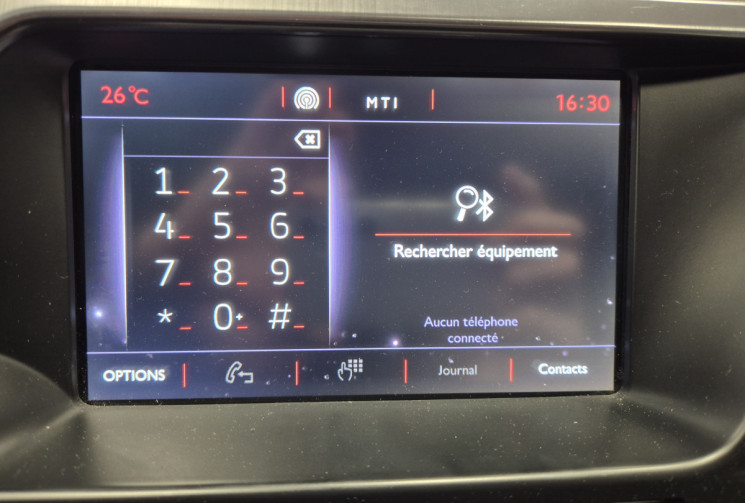 26°C MTI 16:30
1 2 3
4 5 6
7 8 9
* 0+ #
Rechercher équipement
Aucun téléphone
connecté
OPTIONS Journal Contacts